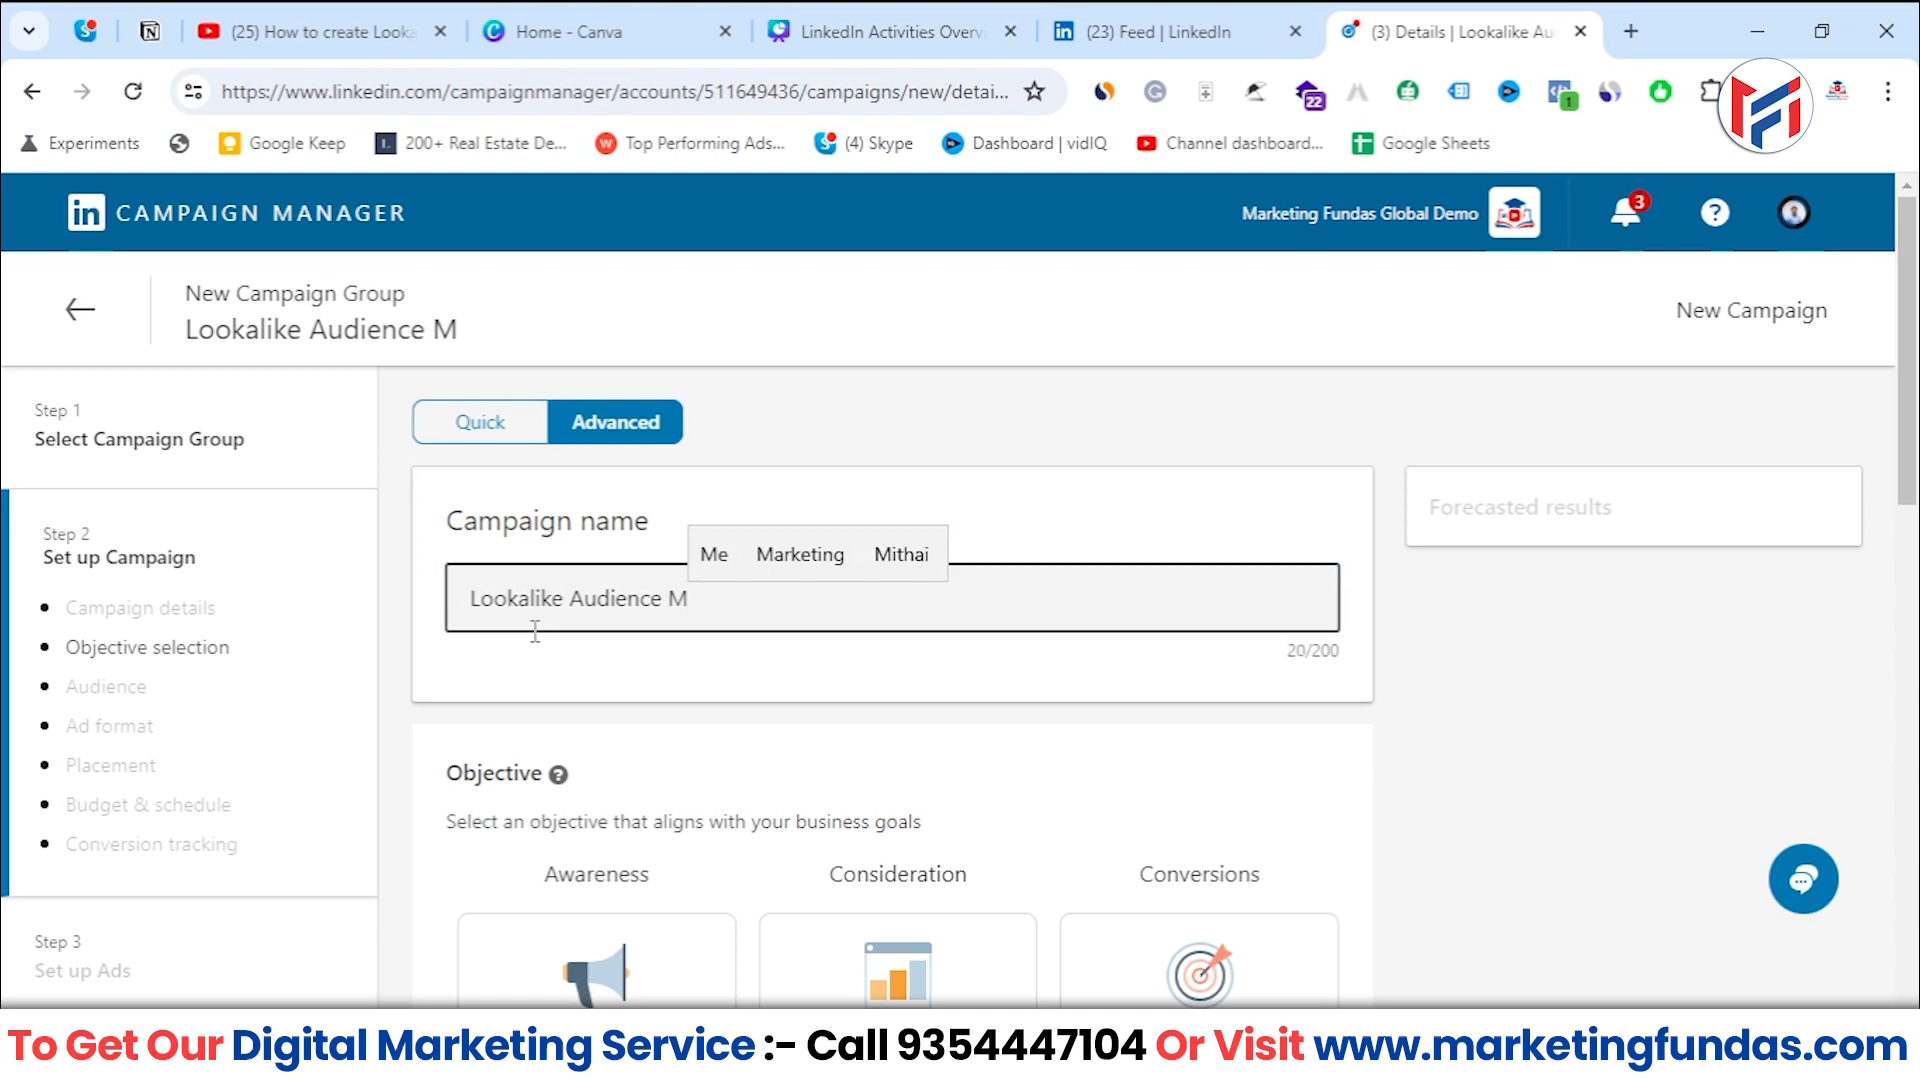 (25) How to create Looka
Home - Canva
LinkedIn Activities Overv
(23) Feed | LinkedIn
(3) Details | Lookalike Au
https://www.linkedin.com/campaignmanager/accounts/511649436/campaigns/new/detai...
22
1
Experiments
Google Keep
200+ Real Estate De...
Top Performing Ads...
(4) Skype
Dashboard | vidIQ
Channel dashboard...
Google Sheets
in CAMPAIGN MANAGER
Marketing Fundas Global Demo
3
New Campaign Group
Lookalike Audience M
New Campaign
Step 1
Select Campaign Group
Quick
Advanced
Step 2
Set up Campaign
Campaign details
Objective selection
Audience
Ad format
Placement
Budget & schedule
Conversion tracking
Step 3
Set up Ads
Campaign name
Me Marketing Mithai
Lookalike Audience M
20/200
Forecasted results
Objective ?
Select an objective that aligns with your business goals
Awareness
Consideration
Conversions
To Get Our Digital Marketing Service :- Call 9354447104 Or Visit www.marketingfundas.com